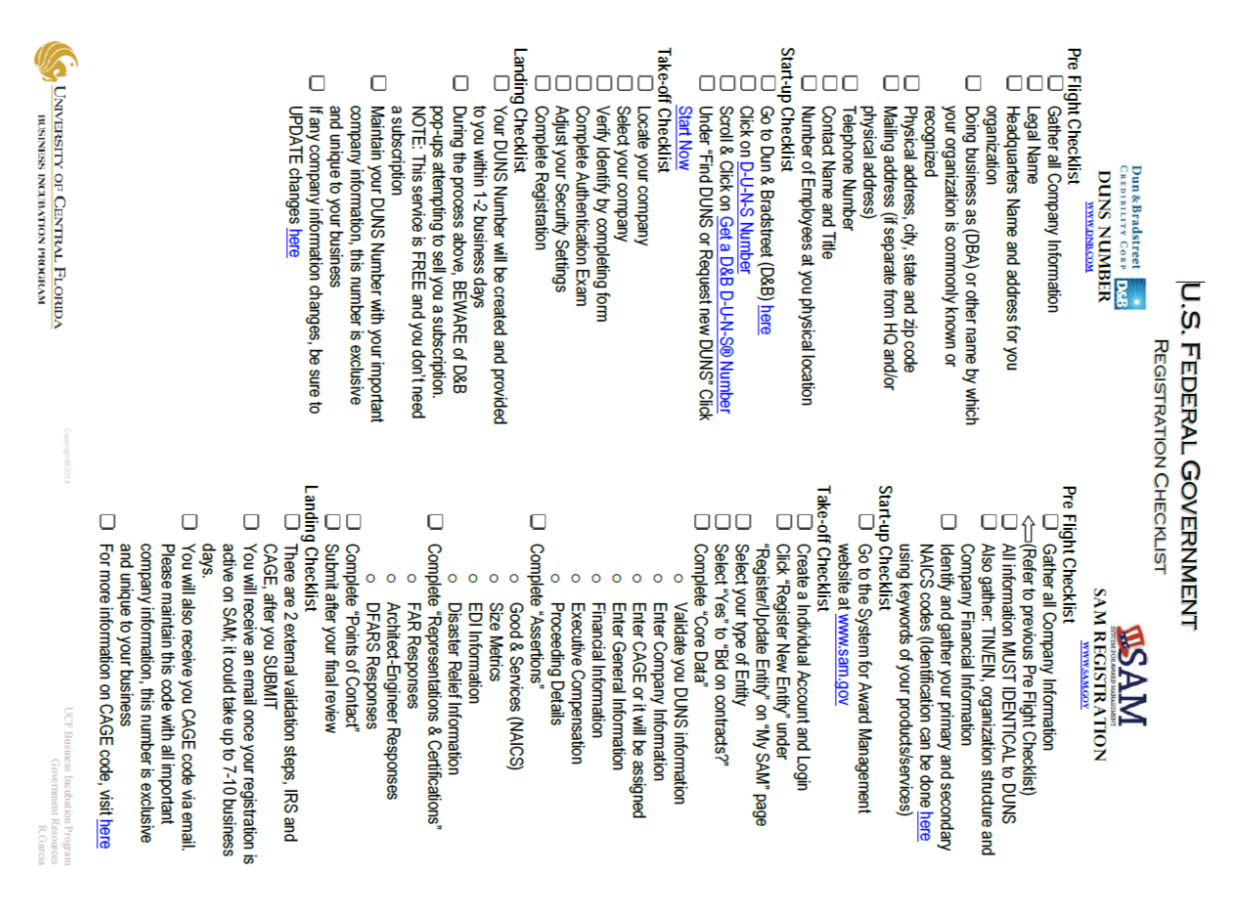 U.S. FEDERAL GOVERNMENT
REGISTRATION CHECKLIST
Dun & Bradstreet
CREDIBILITY CORP D&B
DUNS NUMBER
WWW.DNB.COM
Pre Flight Checklist
Gather all Company Information
Legal Name
Headquarters Name and address for you
organization
Doing business as (DBA) or other name by which
your organization is commonly known or
recognized
Physical address, city, state and zip code
Mailing address (if separate from HQ and/or
physical address)
Telephone Number
Contact Name and Title
Number of Employees at you physical location
Start-up Checklist
Go to Dun & Bradstreet (D&B) here
Click on D-U-N-S Number
Scroll & Click on Get a D&B D-U-N-S® Number
Under "Find DUNS or Request new DUNS" Click
Start Now
Take-off Checklist
Locate your company
Select your company
Verify Identify by completing form
Complete Authentication Exam
Adjust your Security Settings
Complete Registration
Landing Checklist
Your DUNS Number will be created and provided
to you within 1-2 business days
During the process above, BEWARE of D&B
pop-ups attempting to sell you a subscription.
NOTE: This service is FREE and you don't need
a subscription
Maintain your DUNS Number with your important
company information, this number is exclusive
and unique to your business
If any company information changes, be sure to
UPDATE changes here
SAM
SYSTEM FOR AWARD MANAGEMENT
SAM REGISTRATION
WWW.SAM.GOV
Pre Flight Checklist
Gather all Company Information
(Refer to previous Pre Flight Checklist)
All information MUST IDENTICAL to DUNS
Also gather: TIN/EIN, organization structure and
Company Financial Information
Identify and gather your primary and secondary
NAICS codes (Identification can be done here
using keywords of your products/services)
Start-up Checklist
Go to the System for Award Management
website at www.sam.gov
Take-off Checklist
Create a Individual Account and Login
Click "Register New Entity" under
"Register/Update Entity" on "My SAM" page
Select your type of Entity
Select "Yes" to "Bid on contracts?"
Complete "Core Data"
○ Validate you DUNS information
○ Enter Company Information
○ Enter CAGE or it will be assigned
○ Enter General Information
○ Financial Information
○ Executive Compensation
○ Proceeding Details
Complete "Assertions"
○ Good & Services (NAICS)
○ Size Metrics
○ EDI Information
○ Disaster Relief Information
Complete "Representations & Certifications"
○ FAR Responses
○ Architect-Engineer Responses
○ DFARS Responses
Complete "Points of Contact"
Submit after your final review
Landing Checklist
There are 2 external validation steps, IRS and
CAGE, after you SUBMIT
You will receive an email once your registration is
active on SAM; it could take up to 7-10 business
days.
You will also receive you CAGE code via email.
Please maintain this code with all important
company information, this number is exclusive
and unique to your business
For more information on CAGE code, visit here
UNIVERSITY OF CENTRAL FLORIDA
BUSINESS INCUBATION PROGRAM
Copyright©2014
UCF Business Incubation Program
Government Resources
R.Garcia